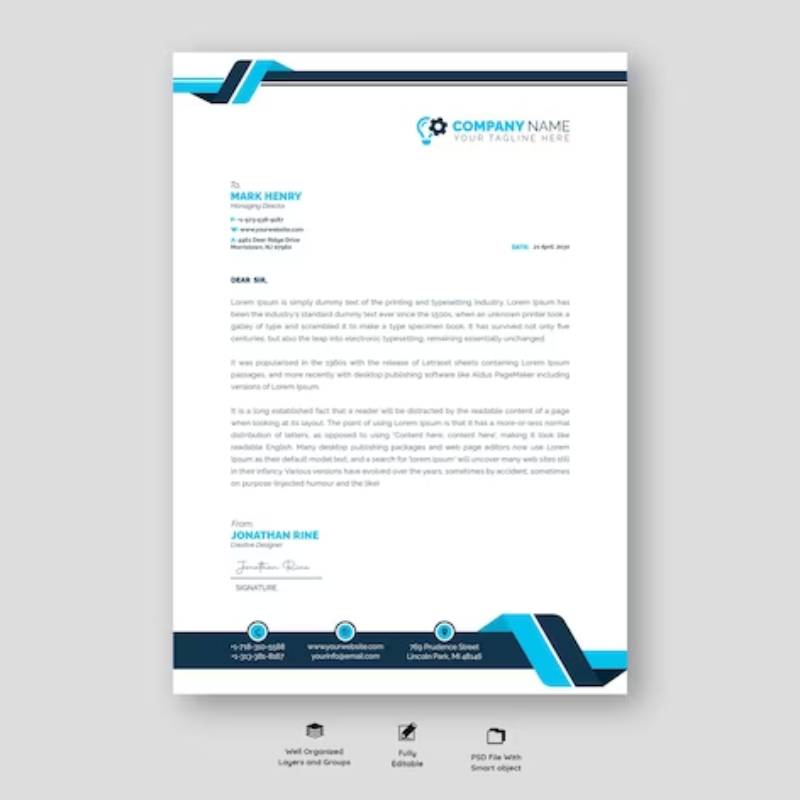 COMPANY NAME
YOUR TAGLINE HERE
To,
MARK HENRY
Managing Director
P: +1-973-538-9287
W: www.yourwebsite.com
A: 4961 Deer Ridge Drive
Morristown, NJ 07960
DATE: 21 April, 2030
DEAR SIR,
Lorem Ipsum is simply dummy text of the printing and typesetting industry. Lorem Ipsum has
been the industry's standard dummy text ever since the 1500s, when an unknown printer took a
galley of type and scrambled it to make a type specimen book. It has survived not only five
centuries, but also the leap into electronic typesetting, remaining essentially unchanged.
It was popularised in the 1960s with the release of Letraset sheets containing Lorem Ipsum
passages, and more recently with desktop publishing software like Aldus PageMaker including
versions of Lorem Ipsum.
It is a long established fact that a reader will be distracted by the readable content of a page
when looking at its layout. The point of using Lorem Ipsum is that it has a more-or-less normal
distribution of letters, as opposed to using 'Content here, content here', making it look like
readable English. Many desktop publishing packages and web page editors now use Lorem
Ipsum as their default model text, and a search for 'lorem ipsum' will uncover many web sites still
in their infancy. Various versions have evolved over the years, sometimes by accident, sometimes
on purpose (injected humour and the like)
From,
JONATHAN RINE
Creative Designer
Jonathan Rine
SIGNATURE
+1-718-310-5588
+1-313-381-8167
www.yourwebsite.com
yourinfo@email.com
769 Prudence Street
Lincoln Park, MI 48146
Well Organized
Layers and Groups
Fully
Editable
PSD File With
Smart object